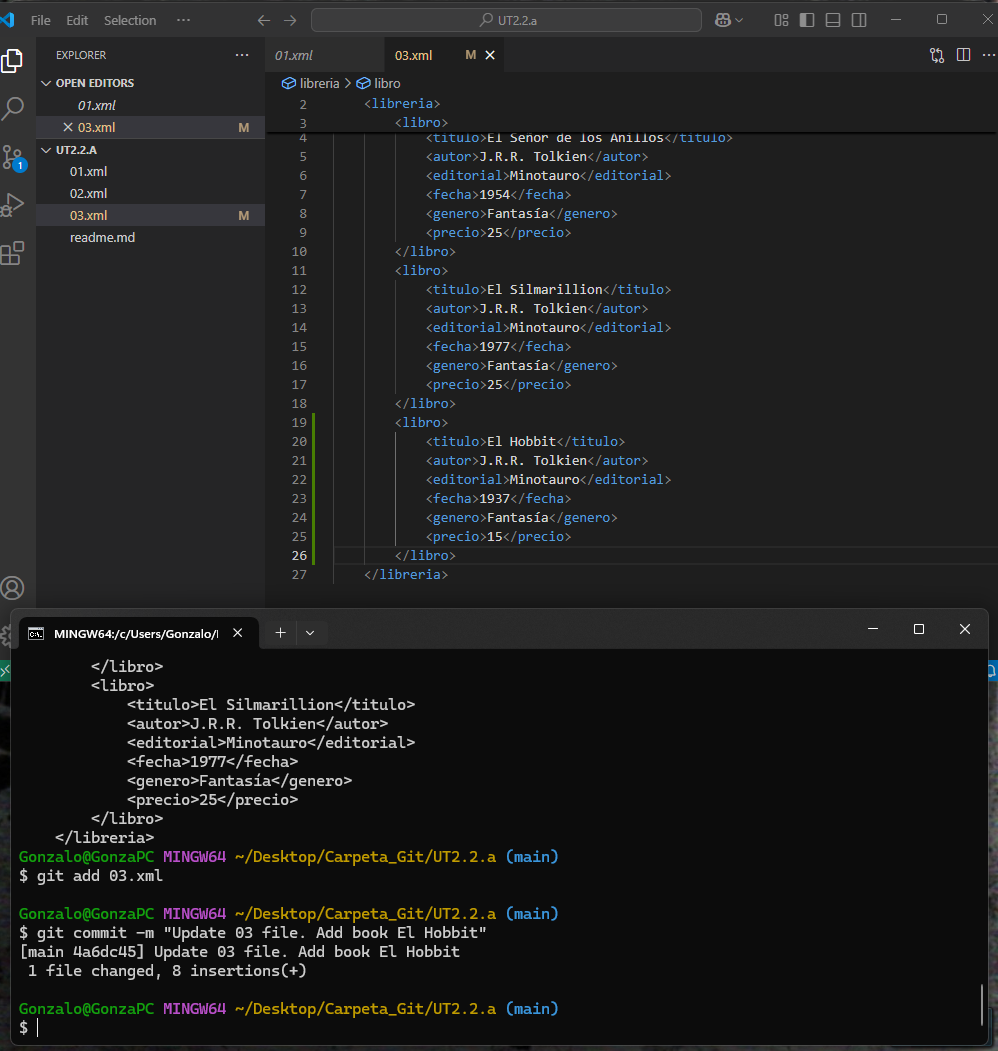 File Edit Selection ··· UT2.2.a
EXPLORER ···
OPEN EDITORS
01.xml
03.xml M
UT2.2.A
01.xml
02.xml
03.xml M
readme.md
1
01.xml 03.xml M
libreria > libro
2 <libreria>
3 <libro>
4 <titulo>El Señor de los Anillos</titulo>
5 <autor>J.R.R. Tolkien</autor>
6 <editorial>Minotauro</editorial>
7 <fecha>1954</fecha>
8 <genero>Fantasía</genero>
9 <precio>25</precio>
10 </libro>
11 <libro>
12 <titulo>El Silmarillion</titulo>
13 <autor>J.R.R. Tolkien</autor>
14 <editorial>Minotauro</editorial>
15 <fecha>1977</fecha>
16 <genero>Fantasía</genero>
17 <precio>25</precio>
18 </libro>
19 <libro>
20 <titulo>El Hobbit</titulo>
21 <autor>J.R.R. Tolkien</autor>
22 <editorial>Minotauro</editorial>
23 <fecha>1937</fecha>
24 <genero>Fantasía</genero>
25 <precio>15</precio>
26 </libro>
27 </libreria>
MINGW64:/c/Users/Gonzalo/
</libro>
<libro>
<titulo>El Silmarillion</titulo>
<autor>J.R.R. Tolkien</autor>
<editorial>Minotauro</editorial>
<fecha>1977</fecha>
<genero>Fantasía</genero>
<precio>25</precio>
</libro>
</libreria>
Gonzalo@GonzaPC MINGW64 ~/Desktop/Carpeta_Git/UT2.2.a (main)
$ git add 03.xml
Gonzalo@GonzaPC MINGW64 ~/Desktop/Carpeta_Git/UT2.2.a (main)
$ git commit -m "Update 03 file. Add book El Hobbit"
[main 4a6dc45] Update 03 file. Add book El Hobbit
1 file changed, 8 insertions(+)
Gonzalo@GonzaPC MINGW64 ~/Desktop/Carpeta_Git/UT2.2.a (main)
$